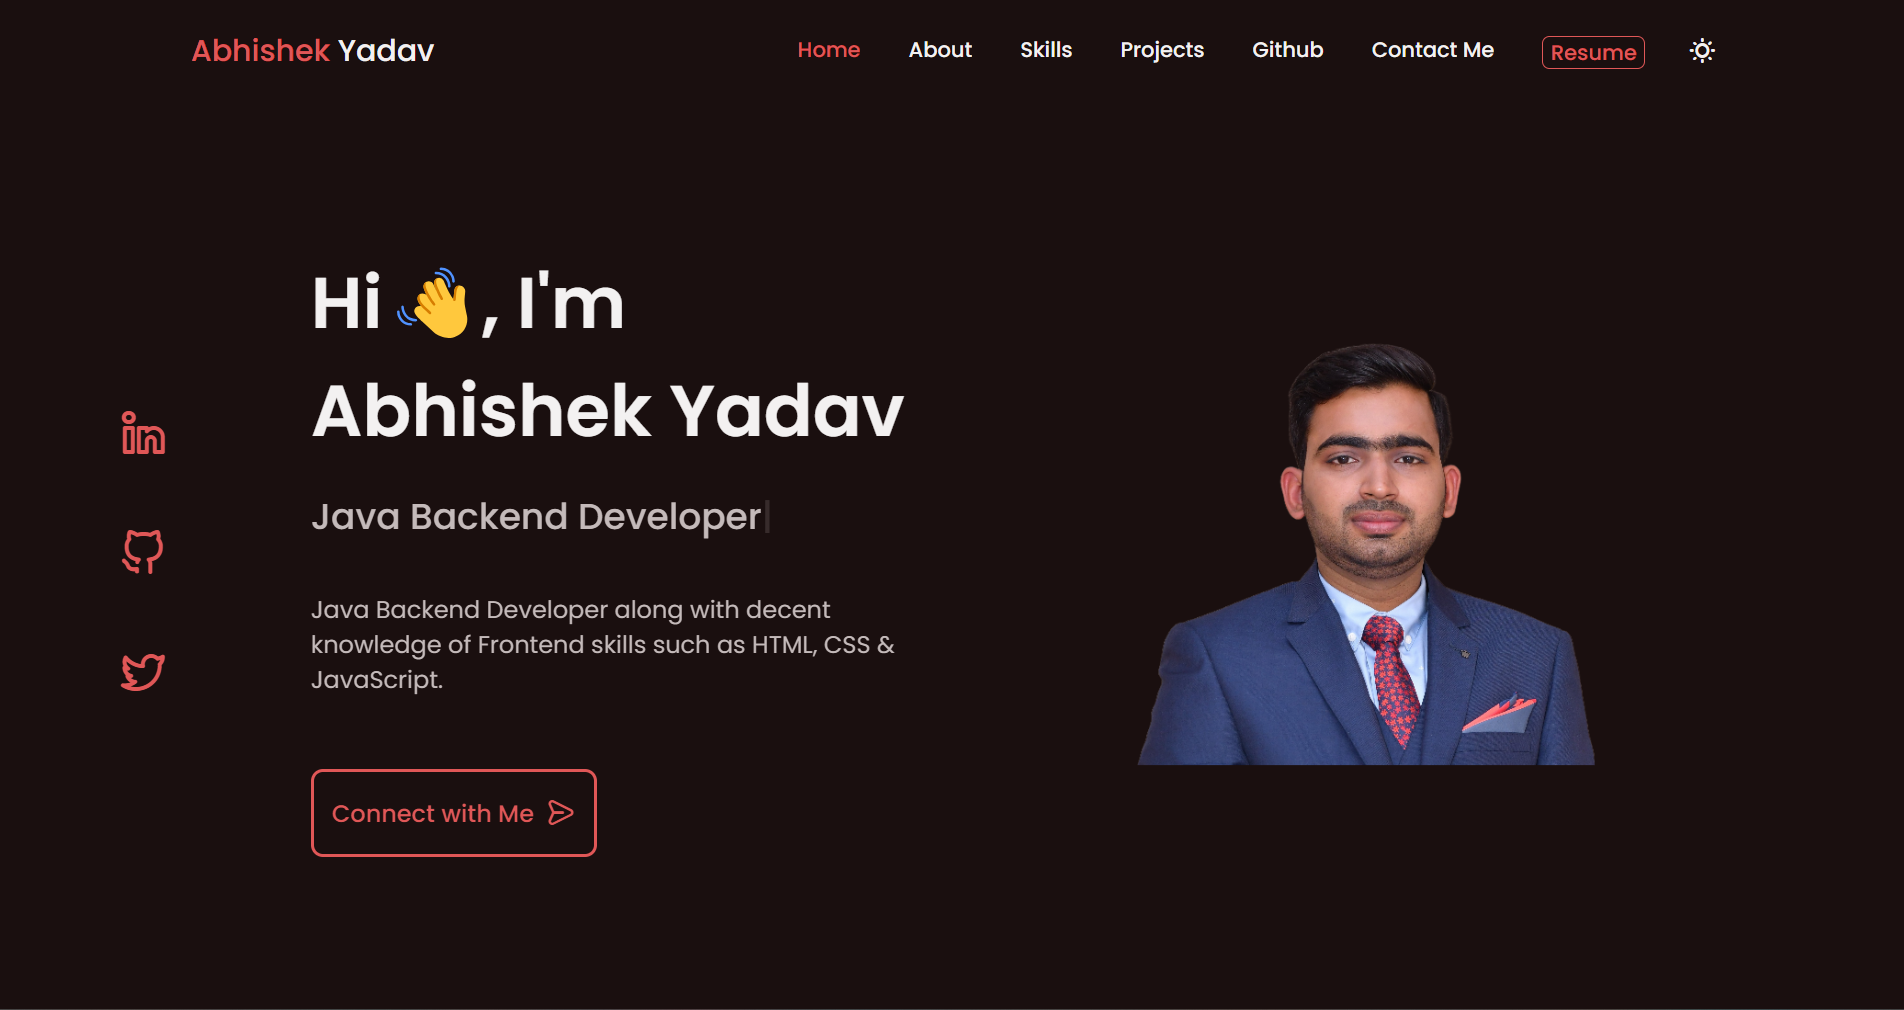 Abhishek Yadav
Home About Skills Projects Github Contact Me Resume
Hi 👋, I'm
Abhishek Yadav
Java Backend Developer
Java Backend Developer along with decent
knowledge of Frontend skills such as HTML, CSS &
JavaScript.
Connect with Me